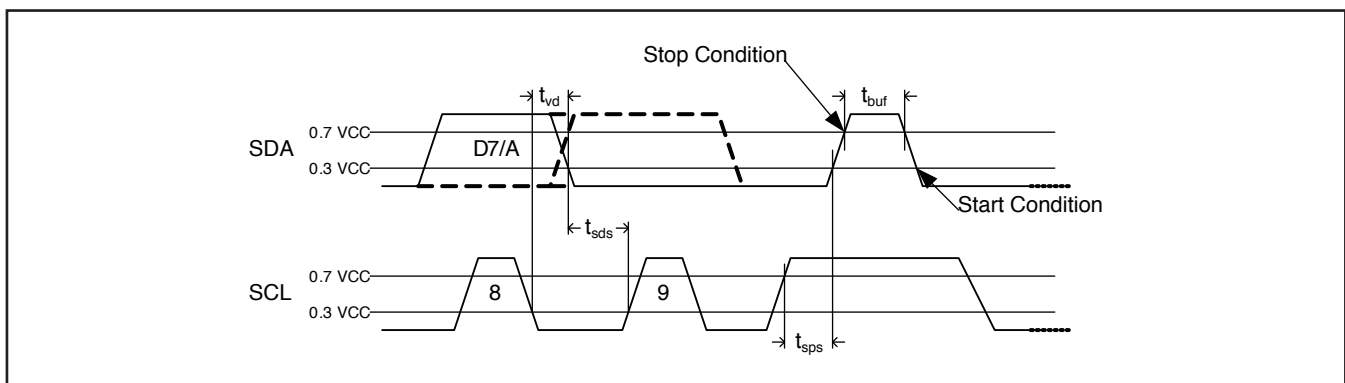 Stop Condition
t_vd
t_buf
0.7 VCC
SDA
D7/A
0.3 VCC
Start Condition
t_sds
0.7 VCC
SCL
8
9
0.3 VCC
t_sps